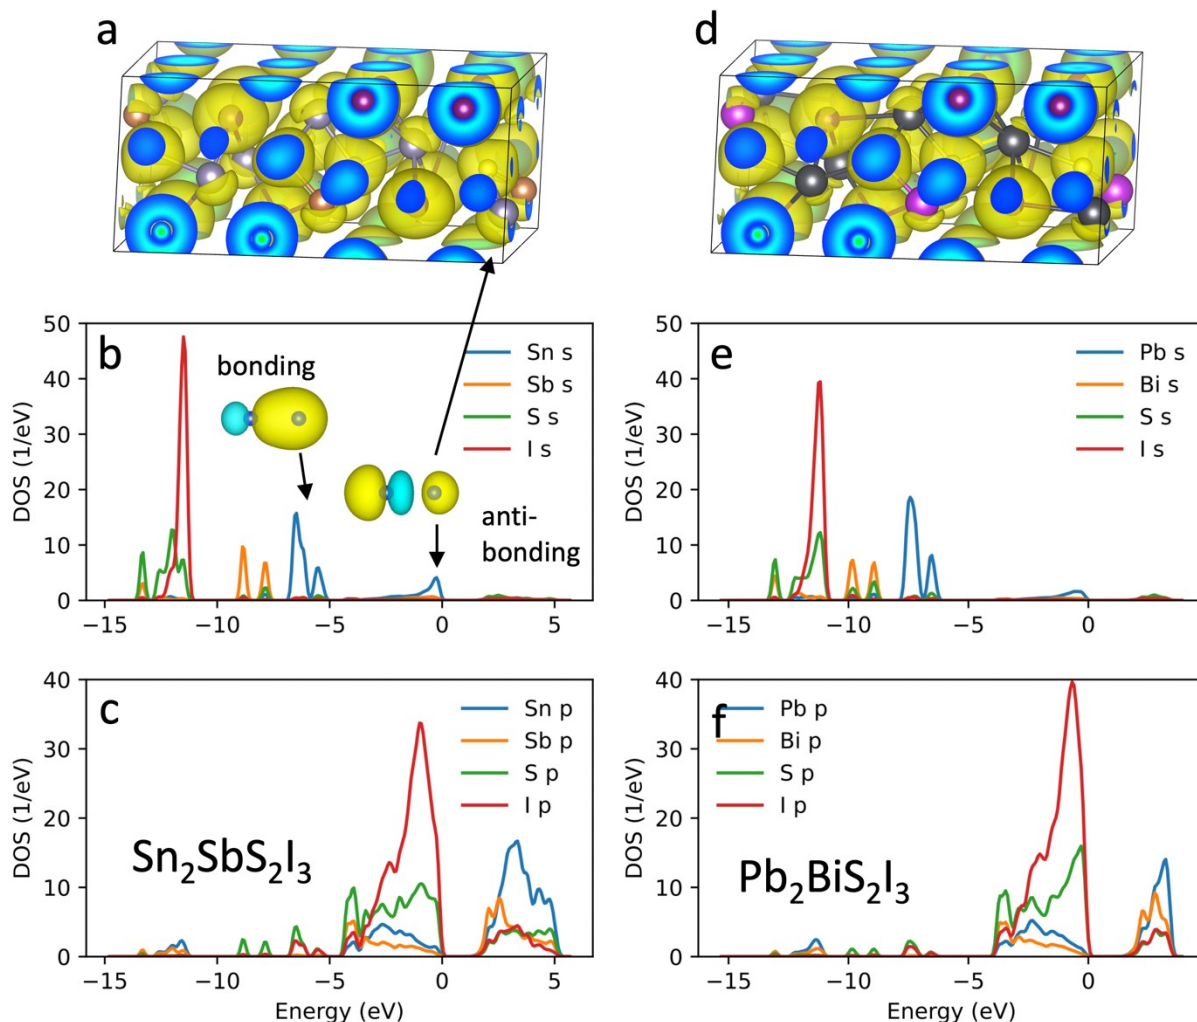 a
d
b
50
40
30
20
10
0
DOS (1/eV)
−15
−10
−5
0
5
Sn s
Sb s
S s
I s
bonding
anti-
bonding
e
50
40
30
20
10
0
DOS (1/eV)
−15
−10
−5
0
Pb s
Bi s
S s
I s
c
40
30
20
10
0
DOS (1/eV)
−15
−10
−5
0
5
Energy (eV)
Sn p
Sb p
S p
I p
Sn₂SbS₂I₃
f
40
30
20
10
0
DOS (1/eV)
−15
−10
−5
0
Energy (eV)
Pb p
Bi p
S p
I p
Pb₂BiS₂I₃